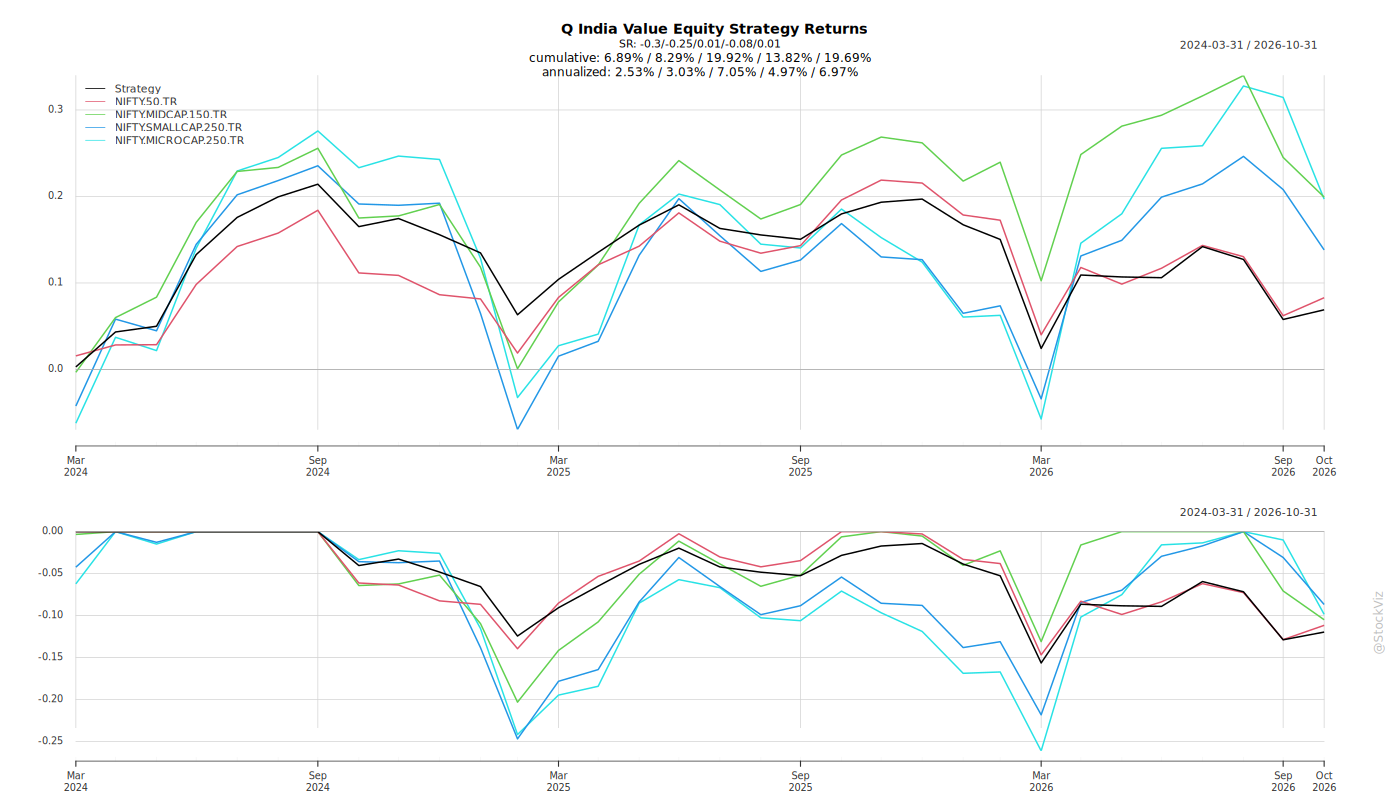 Q India Value Equity Strategy Returns
SR: -0.3/-0.25/0.01/-0.08/0.01
cumulative: 6.89% / 8.29% / 19.92% / 13.82% / 19.69%
annualized: 2.53% / 3.03% / 7.05% / 4.97% / 6.97%
2024-03-31 / 2026-10-31
Strategy
NIFTY.50.TR
NIFTY.MIDCAP.150.TR
NIFTY.SMALLCAP.250.TR
NIFTY.MICROCAP.250.TR
0.3
0.2
0.1
0.0
Mar Sep Mar Sep Mar Sep Oct
2024 2024 2025 2025 2026 2026 2026
2024-03-31 / 2026-10-31
0.00
-0.05
-0.10
-0.15
-0.20
-0.25
Mar Sep Mar Sep Mar Sep Oct
2024 2024 2025 2025 2026 2026 2026
@StockViz